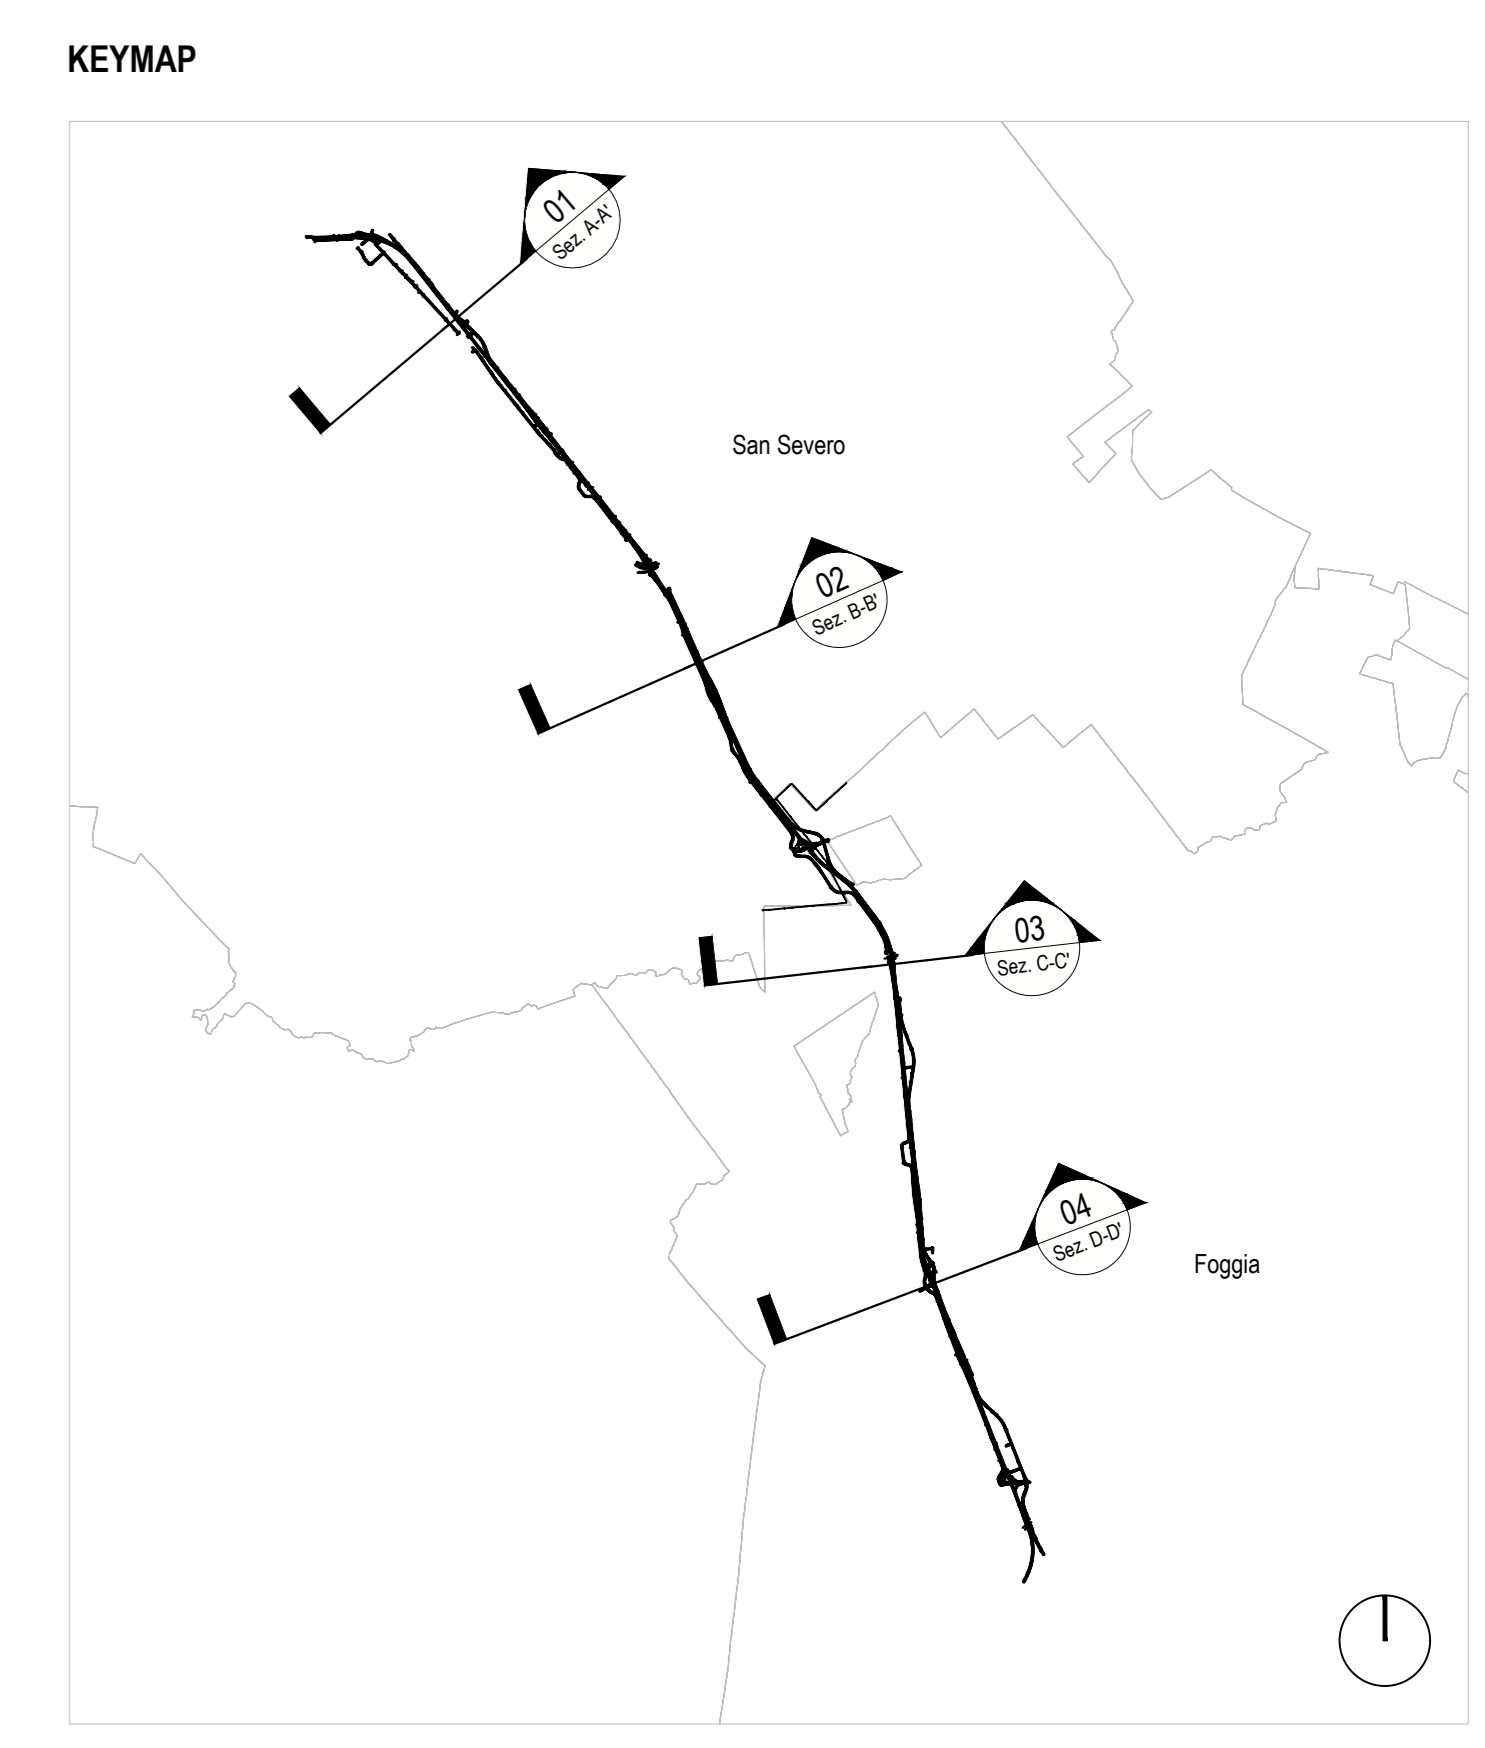 KEYMAP
01
Sez. A-A'
San Severo
02
Sez. B-B'
03
Sez. C-C'
04
Sez. D-D'
Foggia